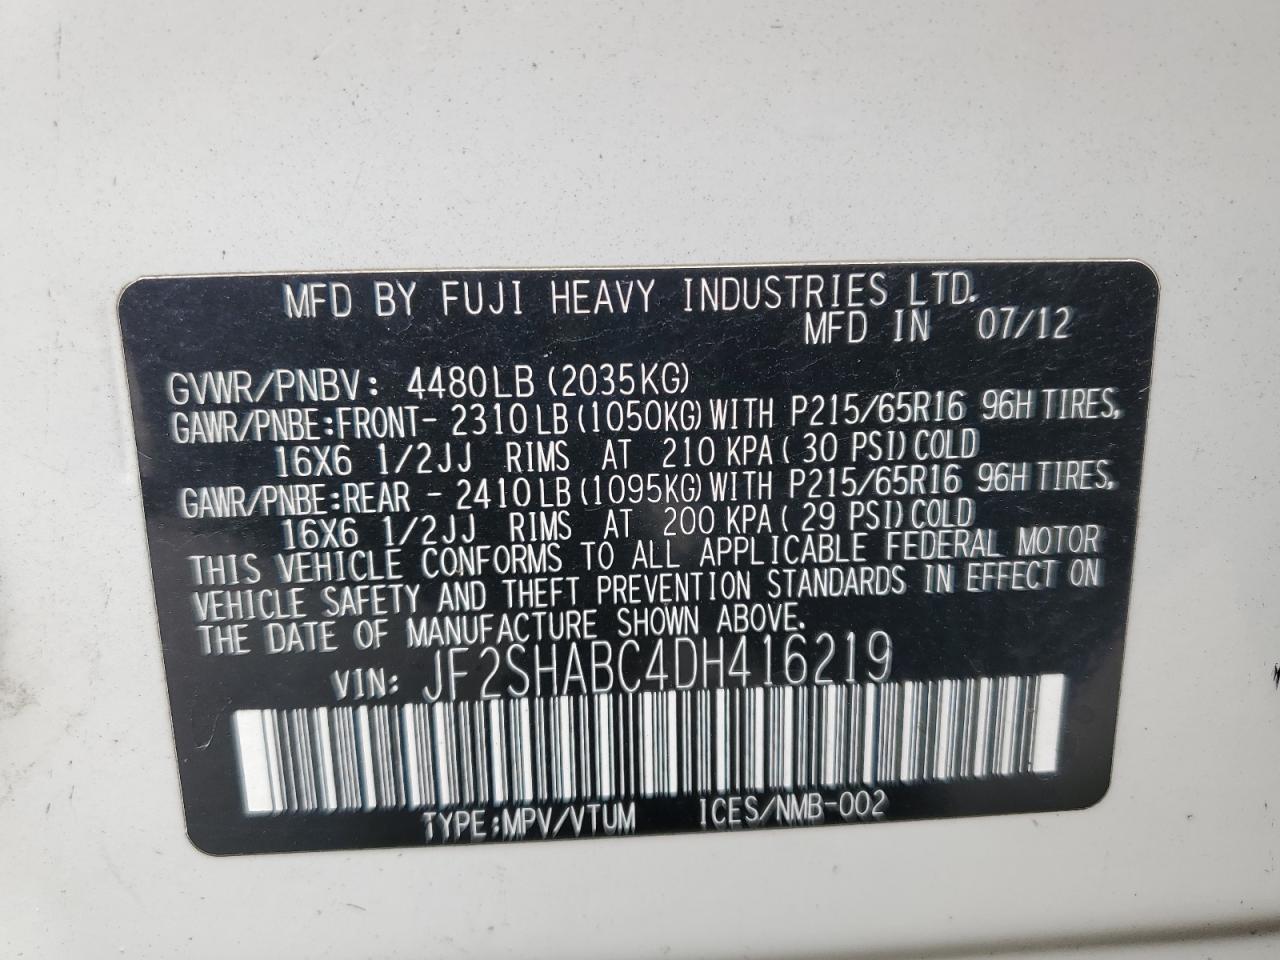 MFD BY FUJI HEAVY INDUSTRIES LTD.
MFD IN 07/12
GVWR/PNBV: 4480LB (2035KG)
GAWR/PNBE:FRONT- 2310LB (1050KG) WITH P215/65R16 96H TIRES,
16X6 1/2JJ RIMS AT 210 KPA ( 30 PSI) COLD
GAWR/PNBE:REAR - 2410LB (1095KG) WITH P215/65R16 96H TIRES,
16X6 1/2JJ RIMS AT 200 KPA ( 29 PSI) COLD
THIS VEHICLE CONFORMS TO ALL APPLICABLE FEDERAL MOTOR
VEHICLE SAFETY AND THEFT PREVENTION STANDARDS IN EFFECT ON
THE DATE OF MANUFACTURE SHOWN ABOVE.
VIN: JF2SHABC4DH416219
TYPE:MPV/VTUM ICES/NMB-002